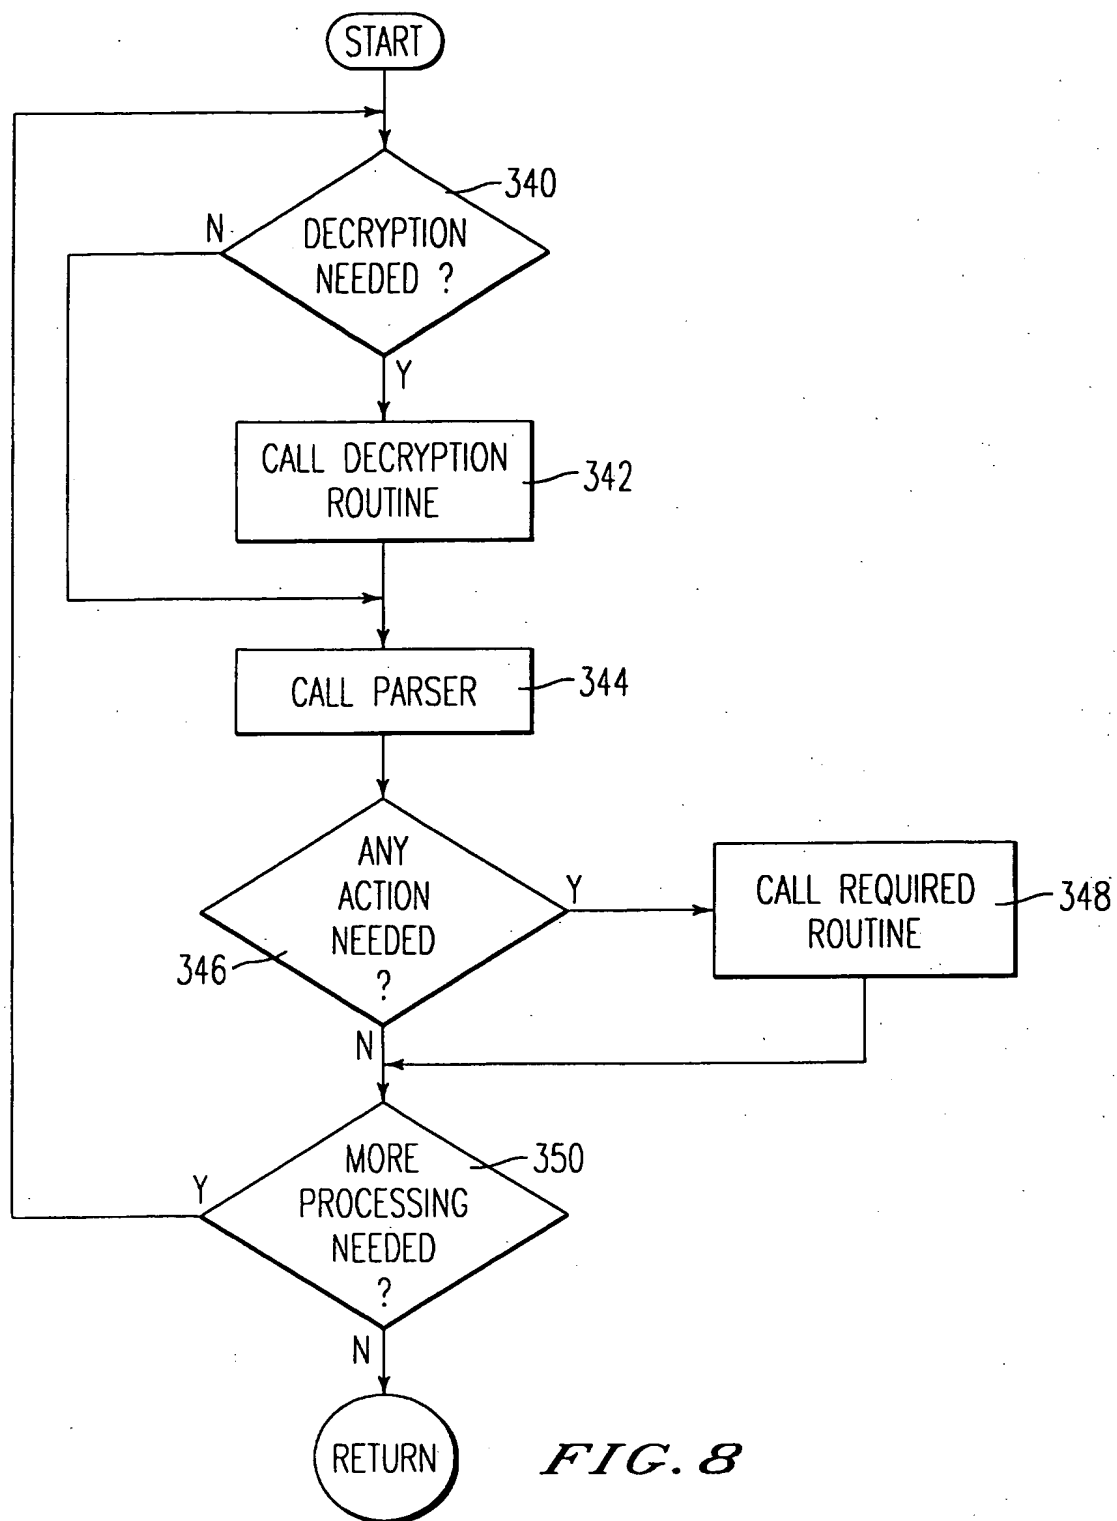 START
340
N
DECRYPTION
NEEDED ?
Y
CALL DECRYPTION
ROUTINE
342
CALL PARSER
344
ANY
ACTION
NEEDED
?
346
Y
CALL REQUIRED
ROUTINE
348
N
MORE
PROCESSING
NEEDED
?
350
Y
N
RETURN
FIG. 8